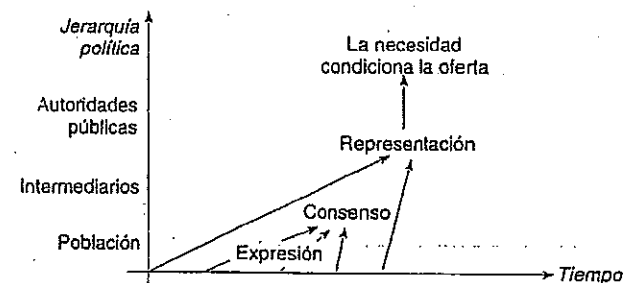 Jerarquía
política
La necesidad
condiciona la oferta
Autoridades
públicas
Representación
Intermediarios
Consenso
Población
Expresión
Tiempo